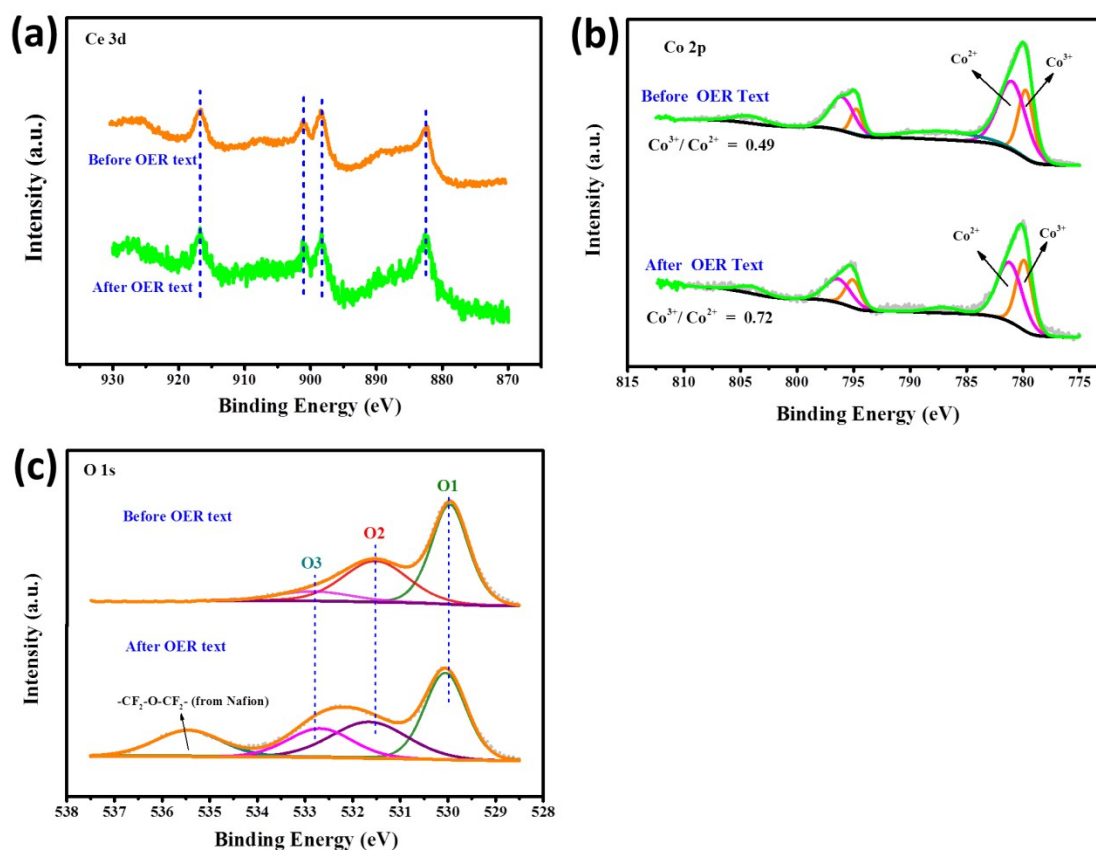 (a)
Ce 3d
Before OER text
After OER text
Intensity (a.u.)
930 920 910 900 890 880 870
Binding Energy (eV)
(b)
Co 2p
Co²⁺
Co³⁺
Before OER Text
Co³⁺/ Co²⁺ = 0.49
Co²⁺
Co³⁺
After OER Text
Co³⁺/ Co²⁺ = 0.72
Intensity (a.u.)
815 810 805 800 795 790 785 780 775
Binding Energy (eV)
(c)
O 1s
O1
Before OER text
O2
O3
After OER text
-CF₂-O-CF₂- (from Nafion)
Intensity (a.u.)
538 537 536 535 534 533 532 531 530 529 528
Binding Energy (eV)